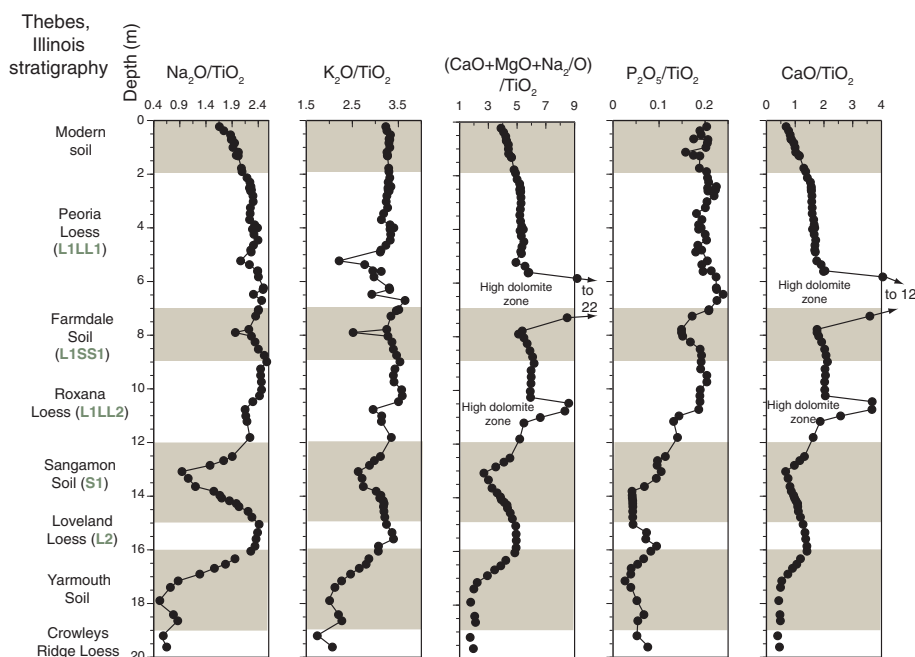 Thebes,
Illinois
stratigraphy
Depth (m)
Na₂O/TiO₂
K₂O/TiO₂
(CaO+MgO+Na₂/O)
/TiO₂
P₂O₅/TiO₂
CaO/TiO₂
0.4 0.9 1.4 1.9 2.4
1.5 2.5 3.5
1 3 5 7 9
0 0.1 0.2
0 1 2 3 4
0
2
4
6
8
10
12
14
16
18
20
Modern
soil
Peoria
Loess
(L1LL1)
Farmdale
Soil
(L1SS1)
Roxana
Loess (L1LL2)
Sangamon
Soil (S1)
Loveland
Loess (L2)
Yarmouth
Soil
Crowleys
Ridge Loess
High dolomite
zone
to
22
High dolomite
zone
High dolomite
zone
to 12
High dolomite
zone